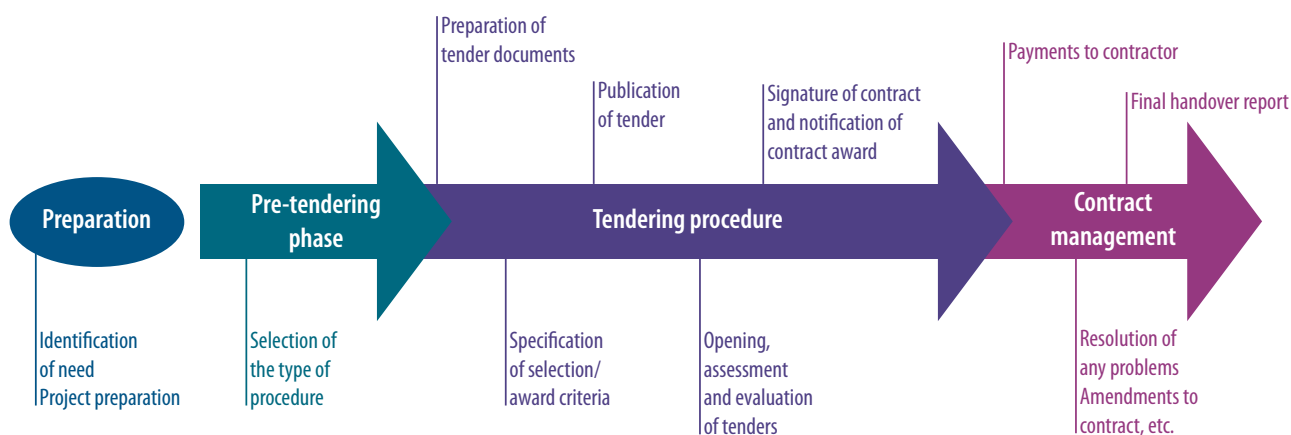 Preparation of
tender documents
Publication
of tender
Signature of contract
and notification of
contract award
Payments to contractor
Final handover report
Preparation
Pre-tendering
phase
Tendering procedure
Contract
management
Identification
of need
Project preparation
Selection of
the type of
procedure
Specification
of selection/
award criteria
Opening,
assessment
and evaluation
of tenders
Resolution of
any problems
Amendments to
contract, etc.